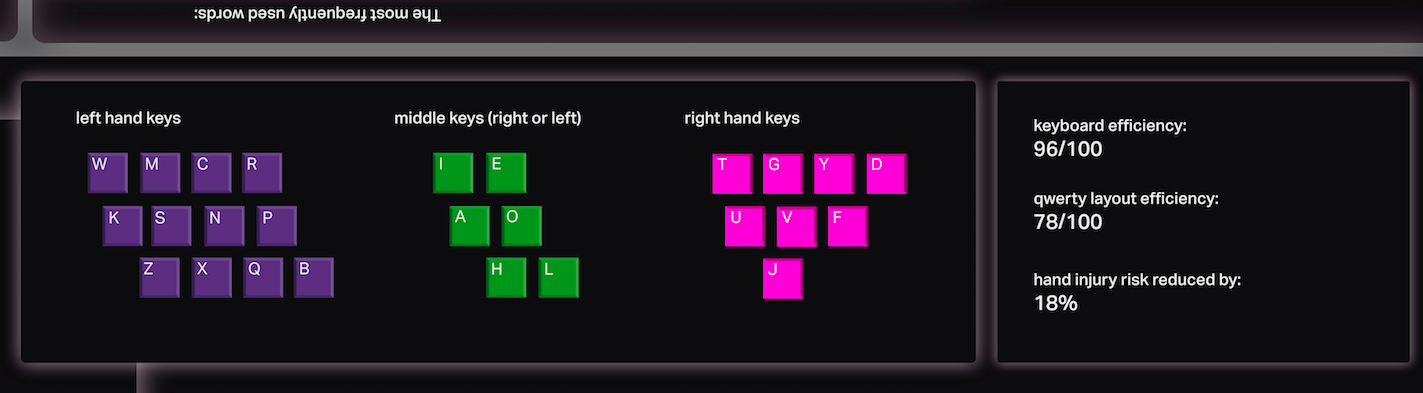 The most frequently used words:
left hand keys
W M C R
K S N P
Z X Q B
middle keys (right or left)
I E
A O
H L
right hand keys
T G Y D
U V F
J
keyboard efficiency:
96/100
qwerty layout efficiency:
78/100
hand injury risk reduced by:
18%